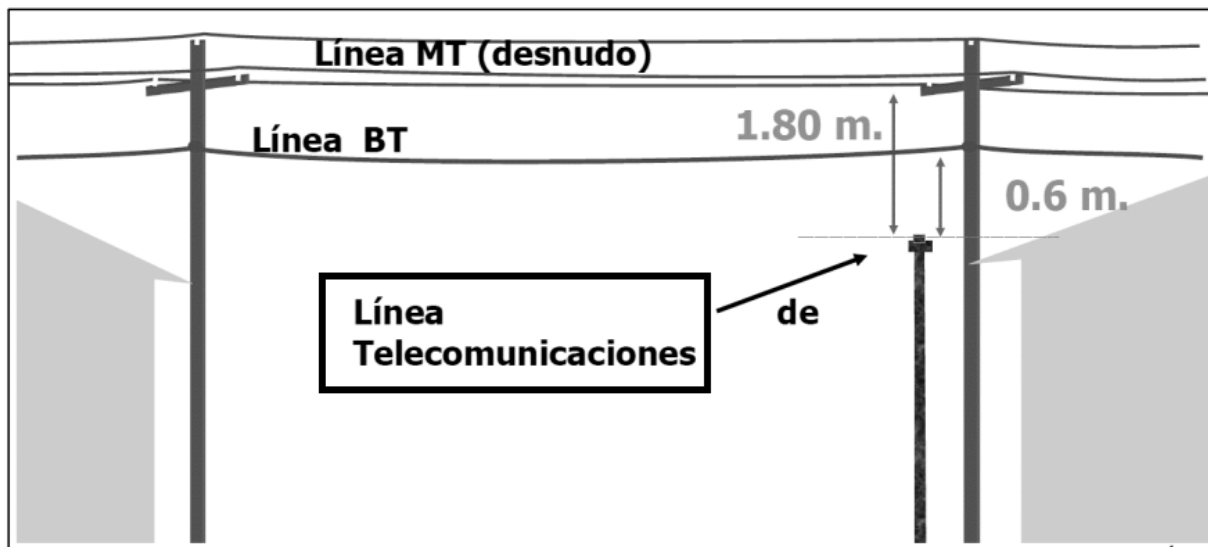 Línea MT (desnudo)
1.80 m.
Línea  BT
0.6 m.
Línea de
Telecomunicaciones